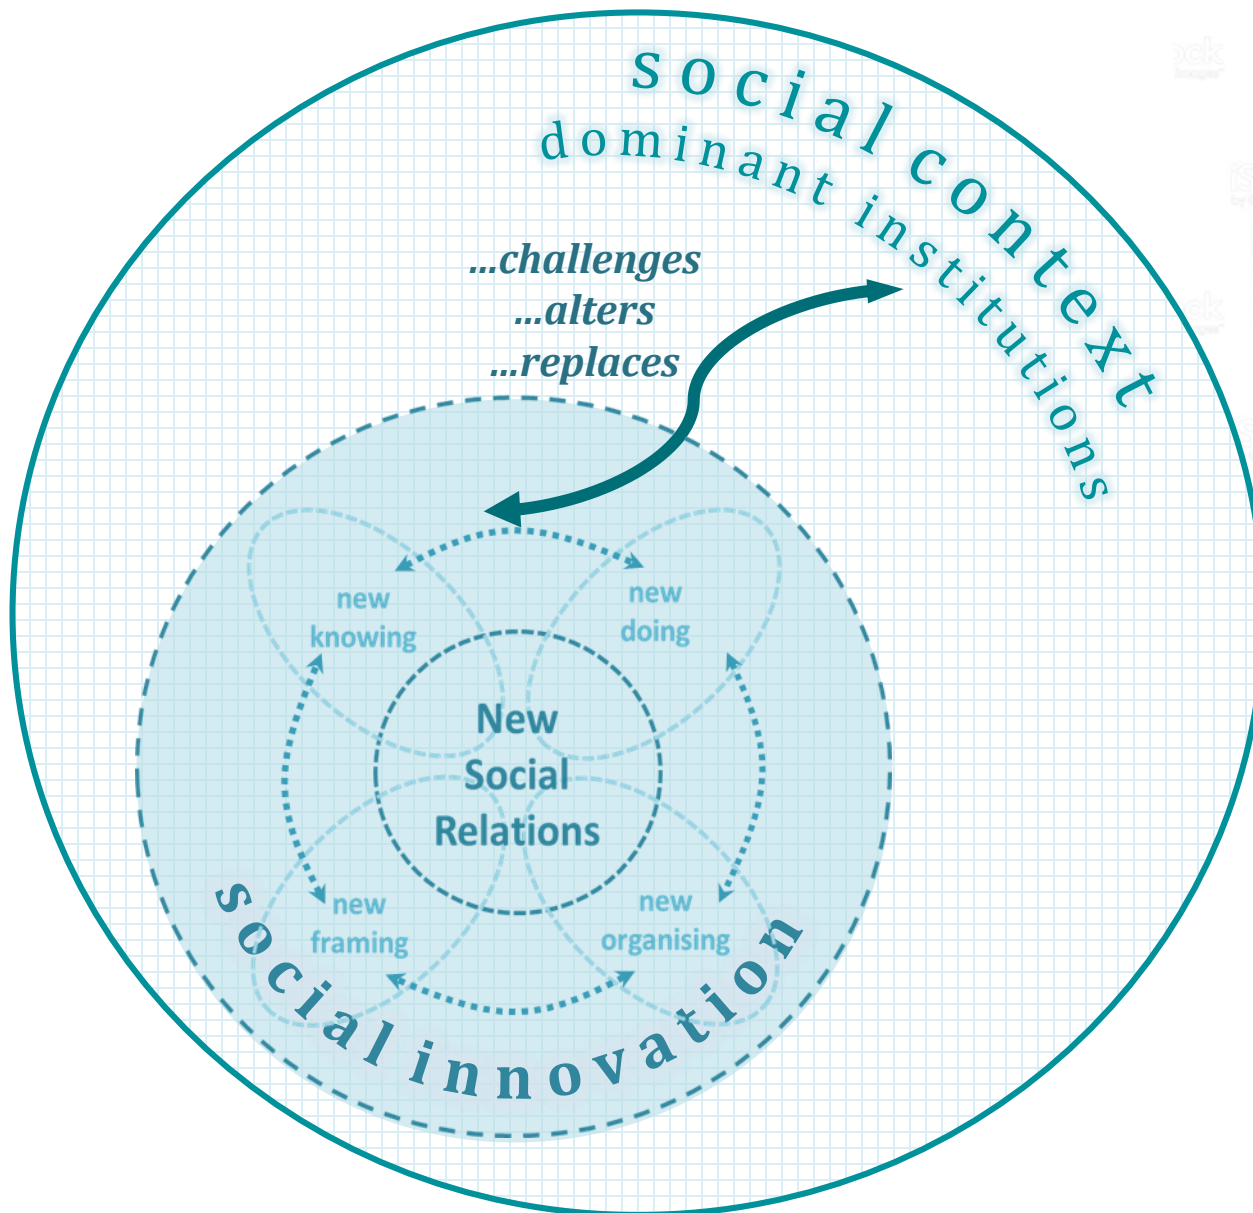 social context
dominant institutions
...challenges
...alters
...replaces
new
knowing
new
doing
New
Social
Relations
new
framing
new
organising
social innovation